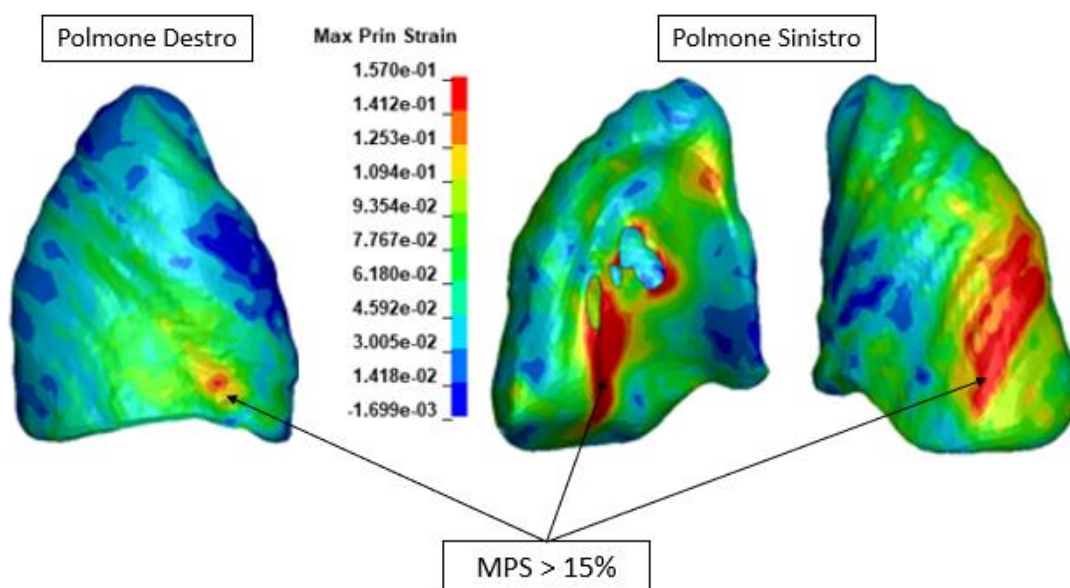 Polmone Destro
Max Prin Strain
1.570e-01
1.412e-01
1.253e-01
1.094e-01
9.354e-02
7.767e-02
6.180e-02
4.592e-02
3.005e-02
1.418e-02
-1.699e-03
Polmone Sinistro
MPS > 15%